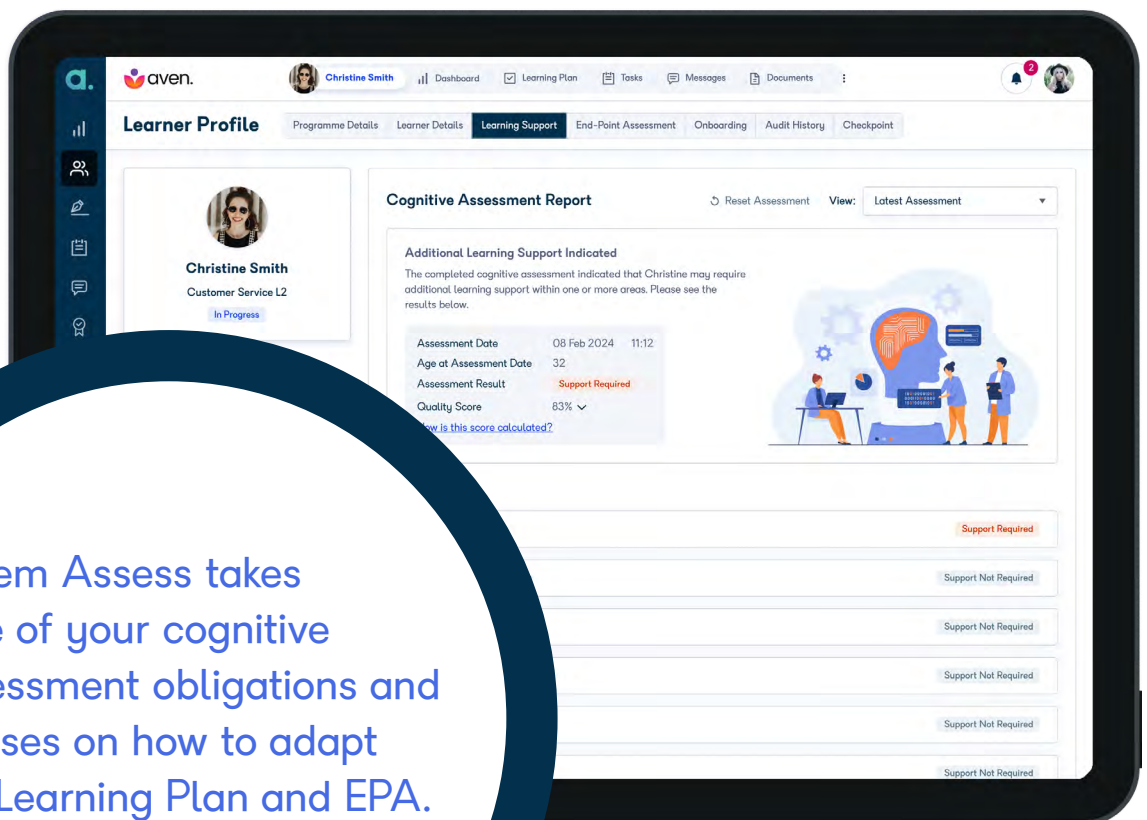 a.
aven.
Christine Smith
Dashboard
Learning Plan
Tasks
Messages
Documents
2
Learner Profile
Programme Details
Learner Details
Learning Support
End-Point Assessment
Onboarding
Audit History
Checkpoint
Christine Smith
Customer Service L2
In Progress
Cognitive Assessment Report
Reset Assessment
View:
Latest Assessment
Additional Learning Support Indicated
The completed cognitive assessment indicated that Christine may require
additional learning support within one or more areas. Please see the
results below.
Assessment Date 08 Feb 2024 11:12
Age at Assessment Date 32
Assessment Result Support Required
Quality Score 83%
is this score calculated?
Support Required
Support Not Required
Support Not Required
Support Not Required
Support Not Required
Support Not Required
em Assess takes
of your cognitive
essment obligations and
ses on how to adapt
Learning Plan and EPA.